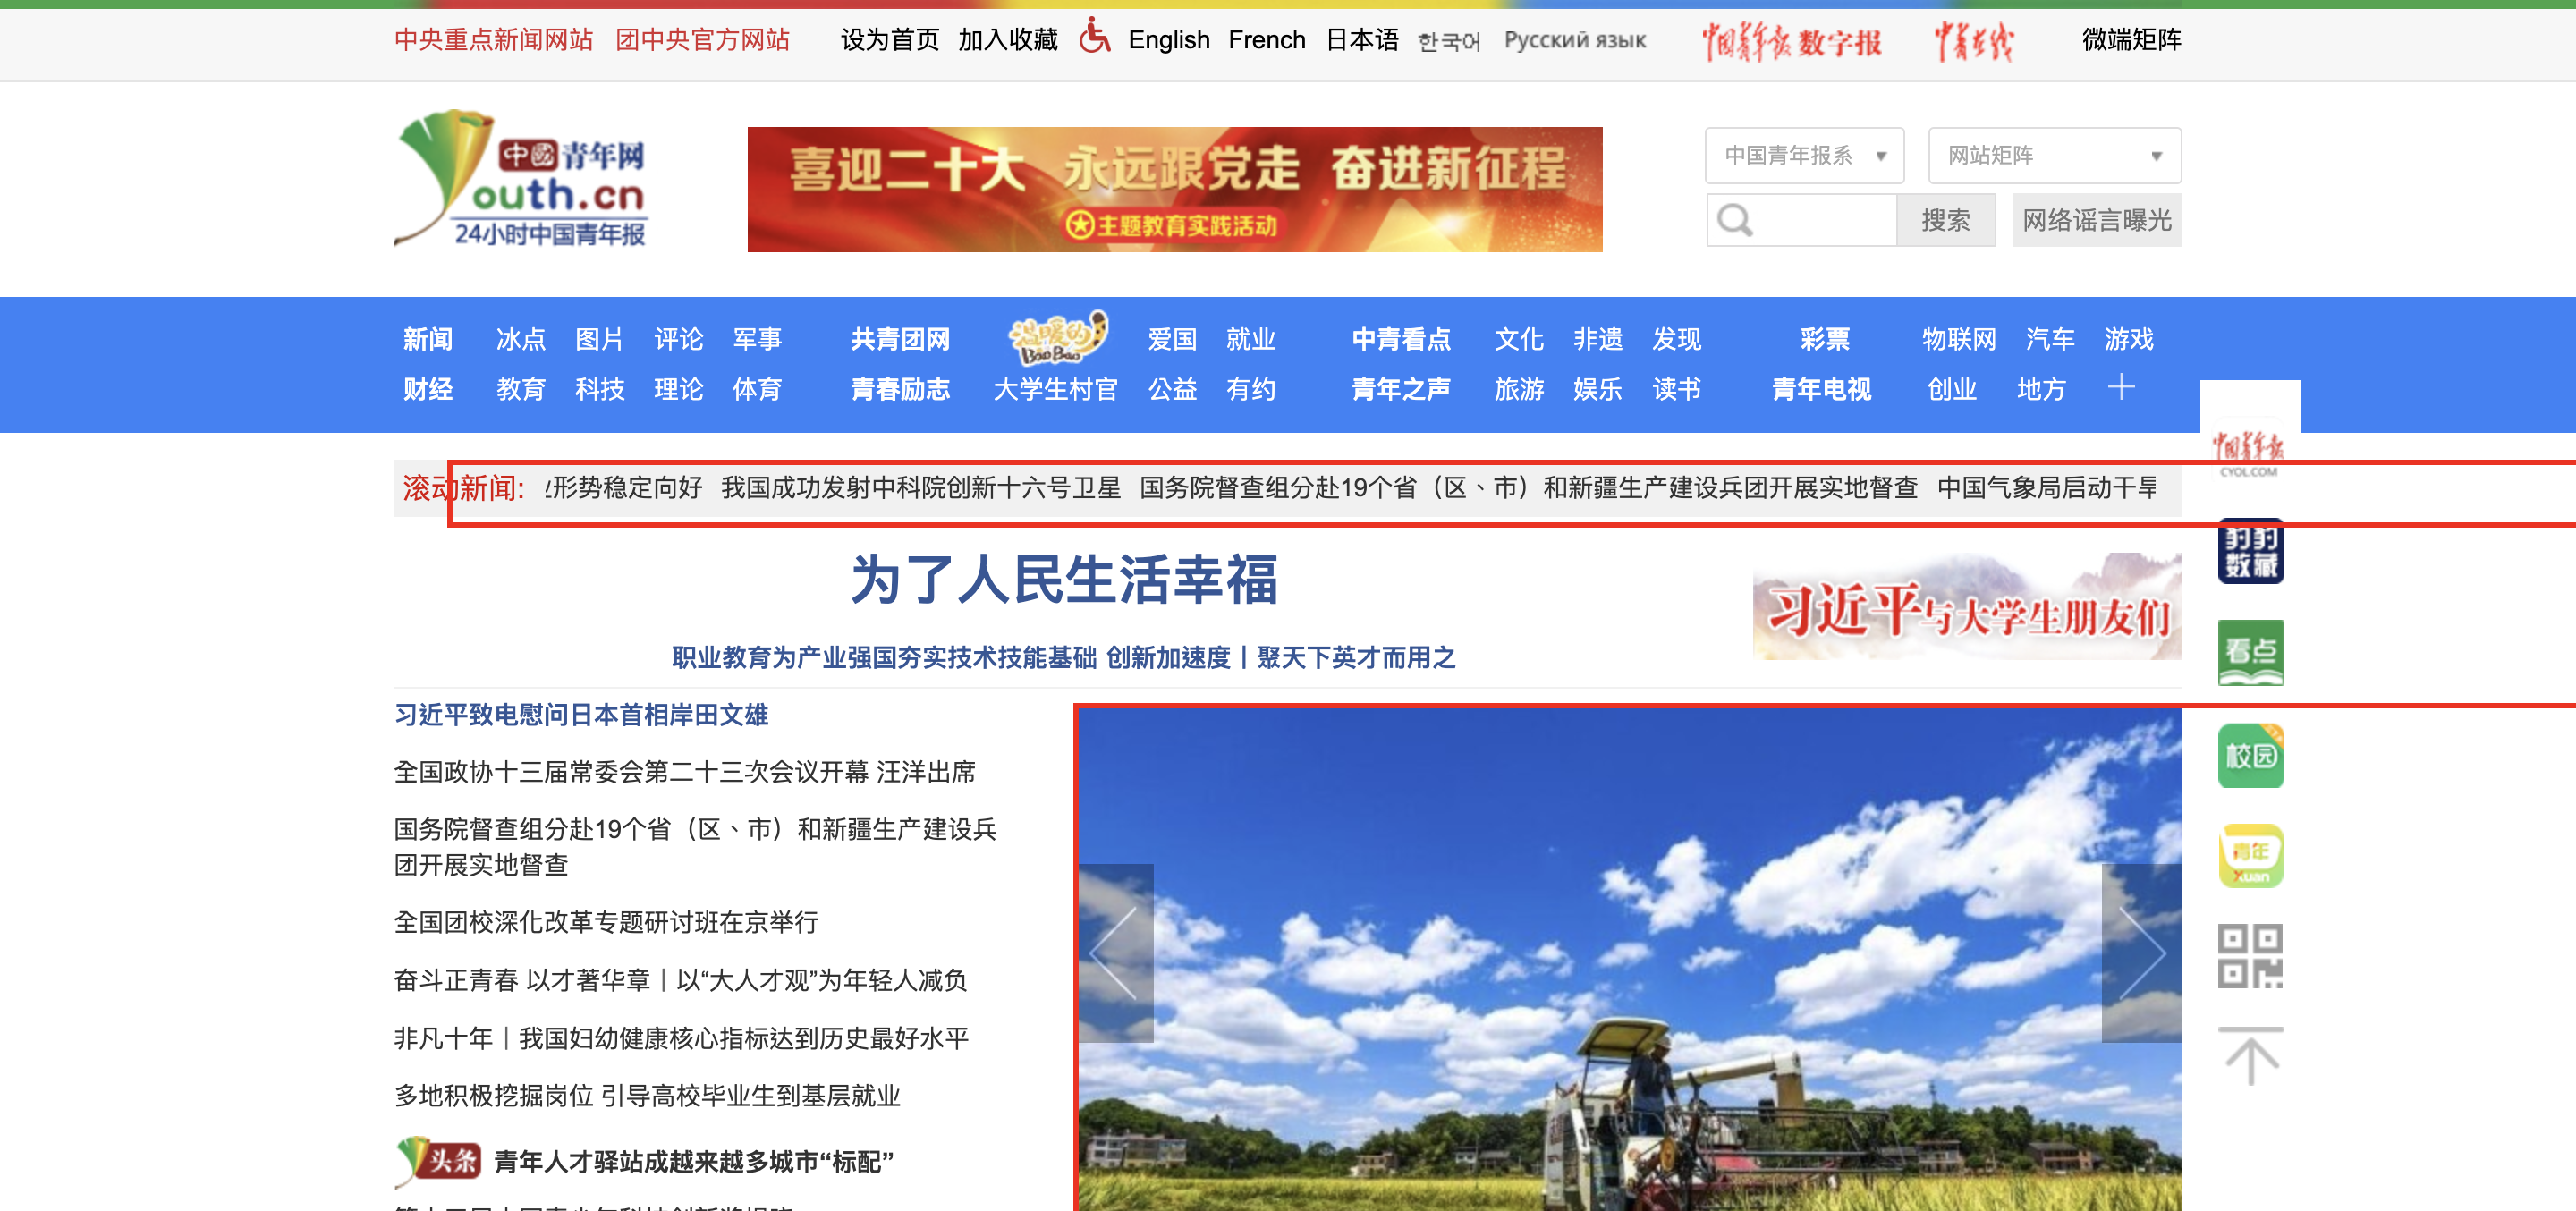 中央重点新闻网站 团中央官方网站 设为首页 加入收藏 English French 日本语 한국어 Русский язык 中国青年报 数字报 中青在线 微端矩阵
中國青年网
outh.cn
24小时中国青年报
喜迎二十大 永远跟党走 奋进新征程
主题教育实践活动
中国青年报系 网站矩阵
搜索 网络谣言曝光
新闻 冰点 图片 评论 军事 共青团网 温暖的BaoBao 爱国 就业 中青看点 文化 非遗 发现 彩票 物联网 汽车 游戏
财经 教育 科技 理论 体育 青春励志 大学生村官 公益 有约 青年之声 旅游 娱乐 读书 青年电视 创业 地方
中国青年报
CYOL.COM
滚动新闻: 形势稳定向好 我国成功发射中科院创新十六号卫星 国务院督查组分赴19个省（区、市）和新疆生产建设兵团开展实地督查 中国气象局启动干旱
为了人民生活幸福
职业教育为产业强国夯实技术技能基础 创新加速度丨聚天下英才而用之
习近平与大学生朋友们
豹豹
数藏
看点
校园
青年
Xuan
习近平致电慰问日本首相岸田文雄
全国政协十三届常委会第二十三次会议开幕 汪洋出席
国务院督查组分赴19个省（区、市）和新疆生产建设兵
团开展实地督查
全国团校深化改革专题研讨班在京举行
奋斗正青春 以才著华章｜以“大人才观”为年轻人减负
非凡十年｜我国妇幼健康核心指标达到历史最好水平
多地积极挖掘岗位 引导高校毕业生到基层就业
头条 青年人才驿站成越来越多城市“标配”